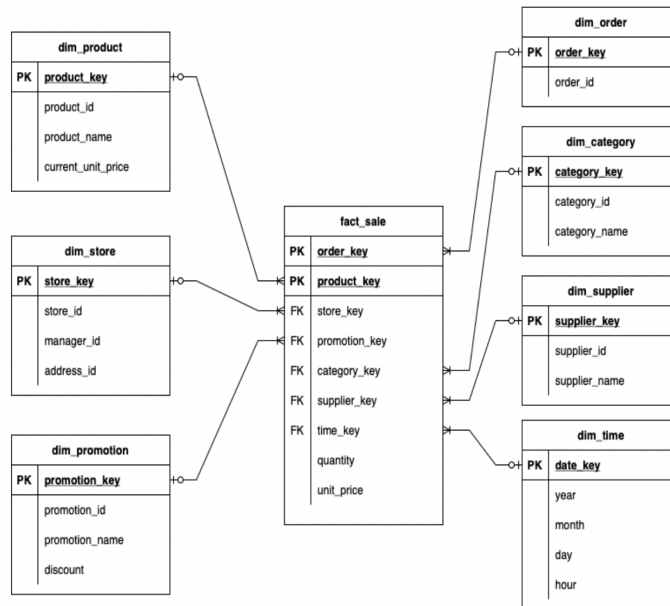 dim_product
PK product_key
product_id
product_name
current_unit_price
dim_store
PK store_key
store_id
manager_id
address_id
dim_promotion
PK promotion_key
promotion_id
promotion_name
discount
fact_sale
PK order_key
PK product_key
FK store_key
FK promotion_key
FK category_key
FK supplier_key
FK time_key
quantity
unit_price
dim_order
PK order_key
order_id
dim_category
PK category_key
category_id
category_name
dim_supplier
PK supplier_key
supplier_id
supplier_name
dim_time
PK date_key
year
month
day
hour